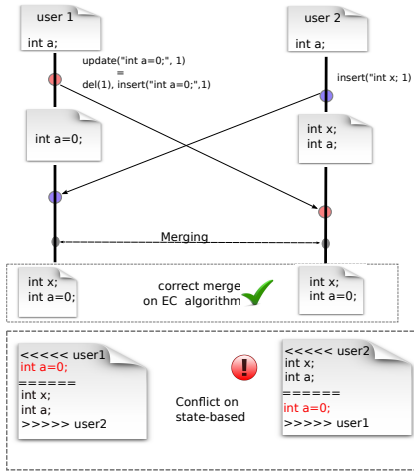 user 1
int a;
user 2
int a;
update("int a=0;", 1)
=
del(1), insert("int a=0;",1)
insert("int x; 1)
int a=0;
int x;
int a;
Merging
int x;
int a=0;
correct merge
on EC algorithm
int x;
int a=0;
<<<<< user1
int a=0;
======
int x;
int a;
>>>>> user2
Conflict on
state-based
<<<<< user2
int x;
int a;
======
int a=0;
>>>>> user1